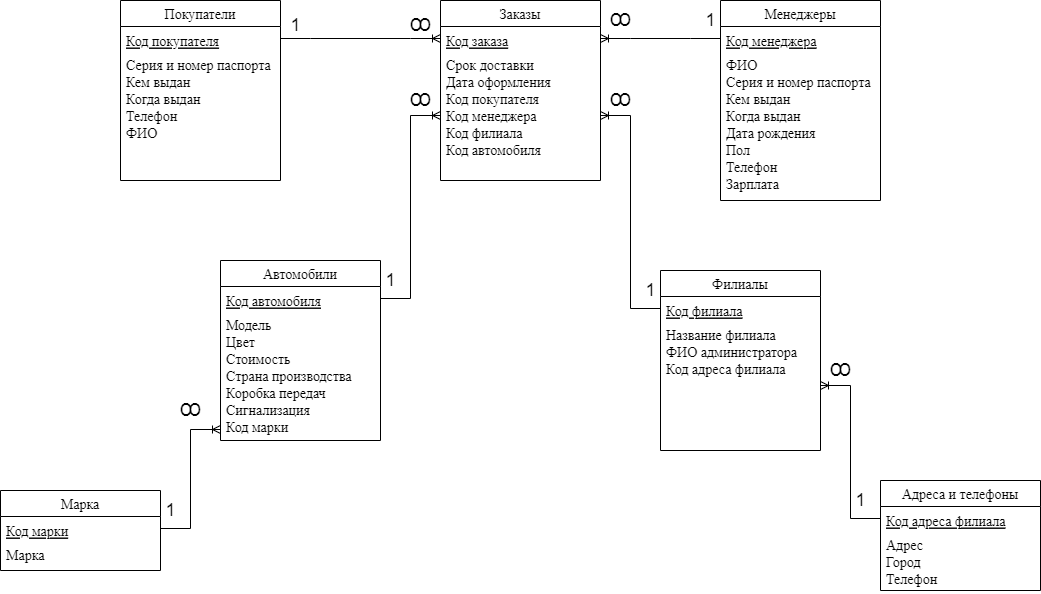 Покупатели
Код покупателя
Серия и номер паспорта
Кем выдан
Когда выдан
Телефон
ФИО
1
∞
Заказы
Код заказа
Срок доставки
Дата оформления
Код покупателя
Код менеджера
Код филиала
Код автомобиля
∞
1
Менеджеры
Код менеджера
ФИО
Серия и номер паспорта
Кем выдан
Когда выдан
Дата рождения
Пол
Телефон
Зарплата
∞
∞
Автомобили
Код автомобиля
Модель
Цвет
Стоимость
Страна производства
Коробка передач
Сигнализация
Код марки
1
1
Филиалы
Код филиала
Название филиала
ФИО администратора
Код адреса филиала
∞
∞
Марка
Код марки
Марка
1
1
Адреса и телефоны
Код адреса филиала
Адрес
Город
Телефон